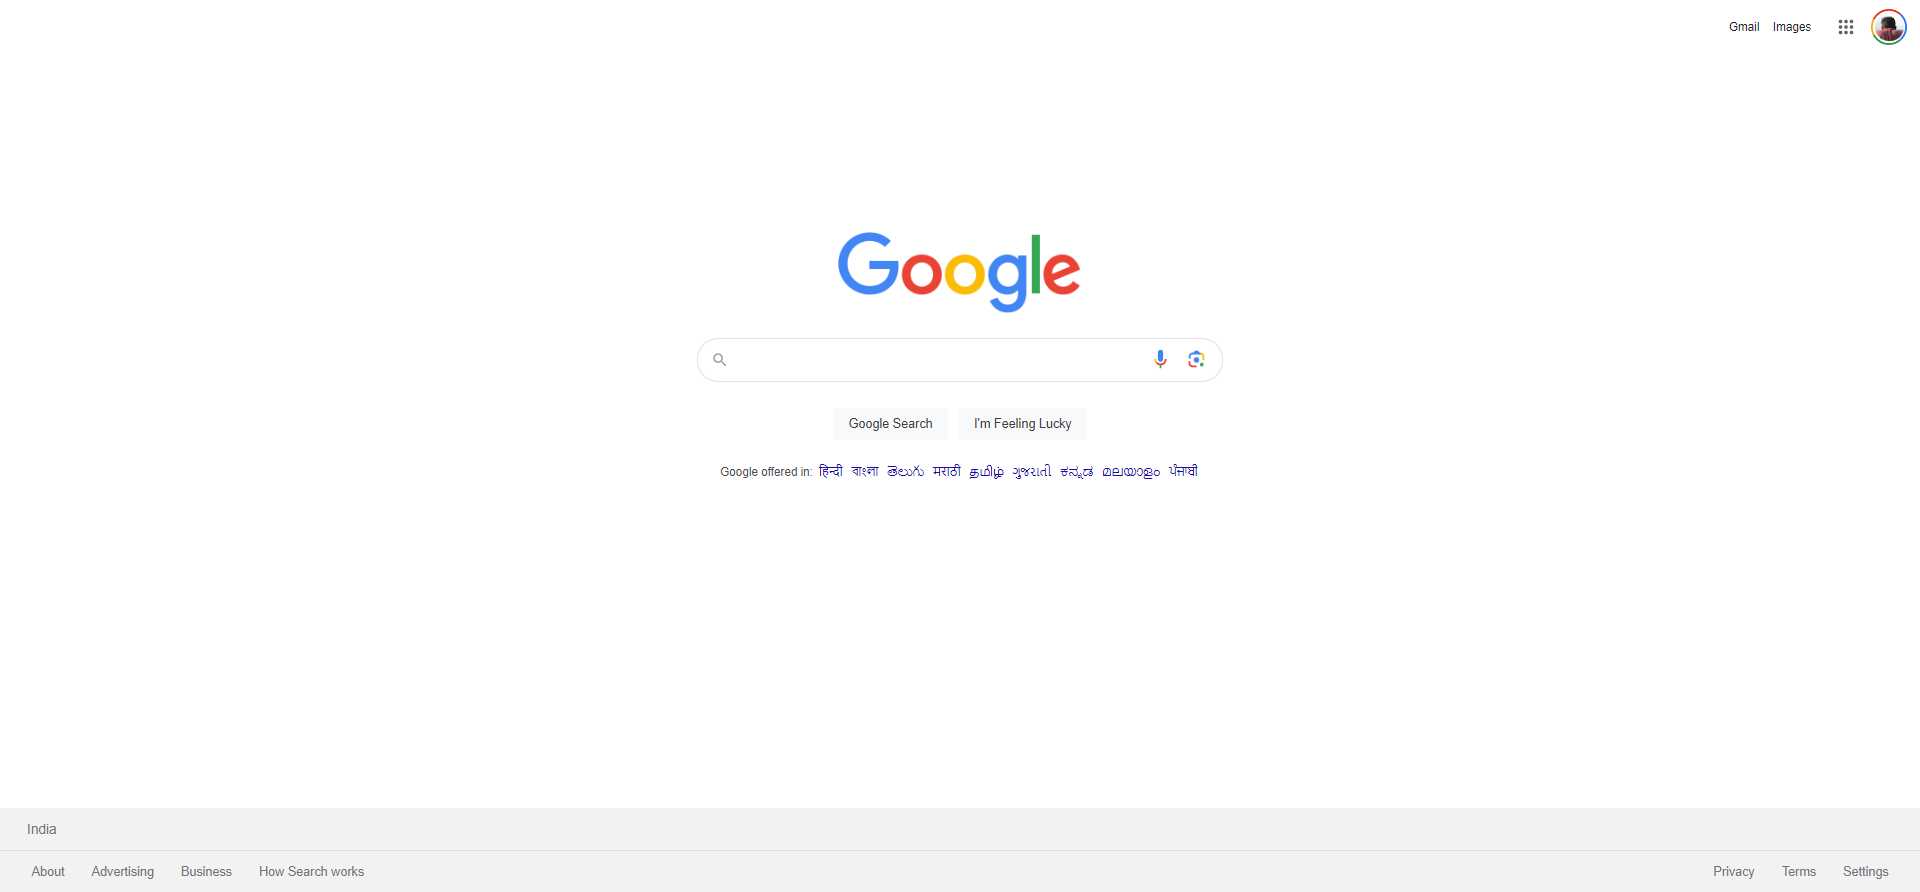 Gmail Images
Google
Google Search I'm Feeling Lucky
Google offered in: हिन्दी বাংলা తెలుగు मराठी தமிழ் ગુજરાતી ಕನ್ನಡ മലയാളം ਪੰਜਾਬੀ
India
About Advertising Business How Search works Privacy Terms Settings